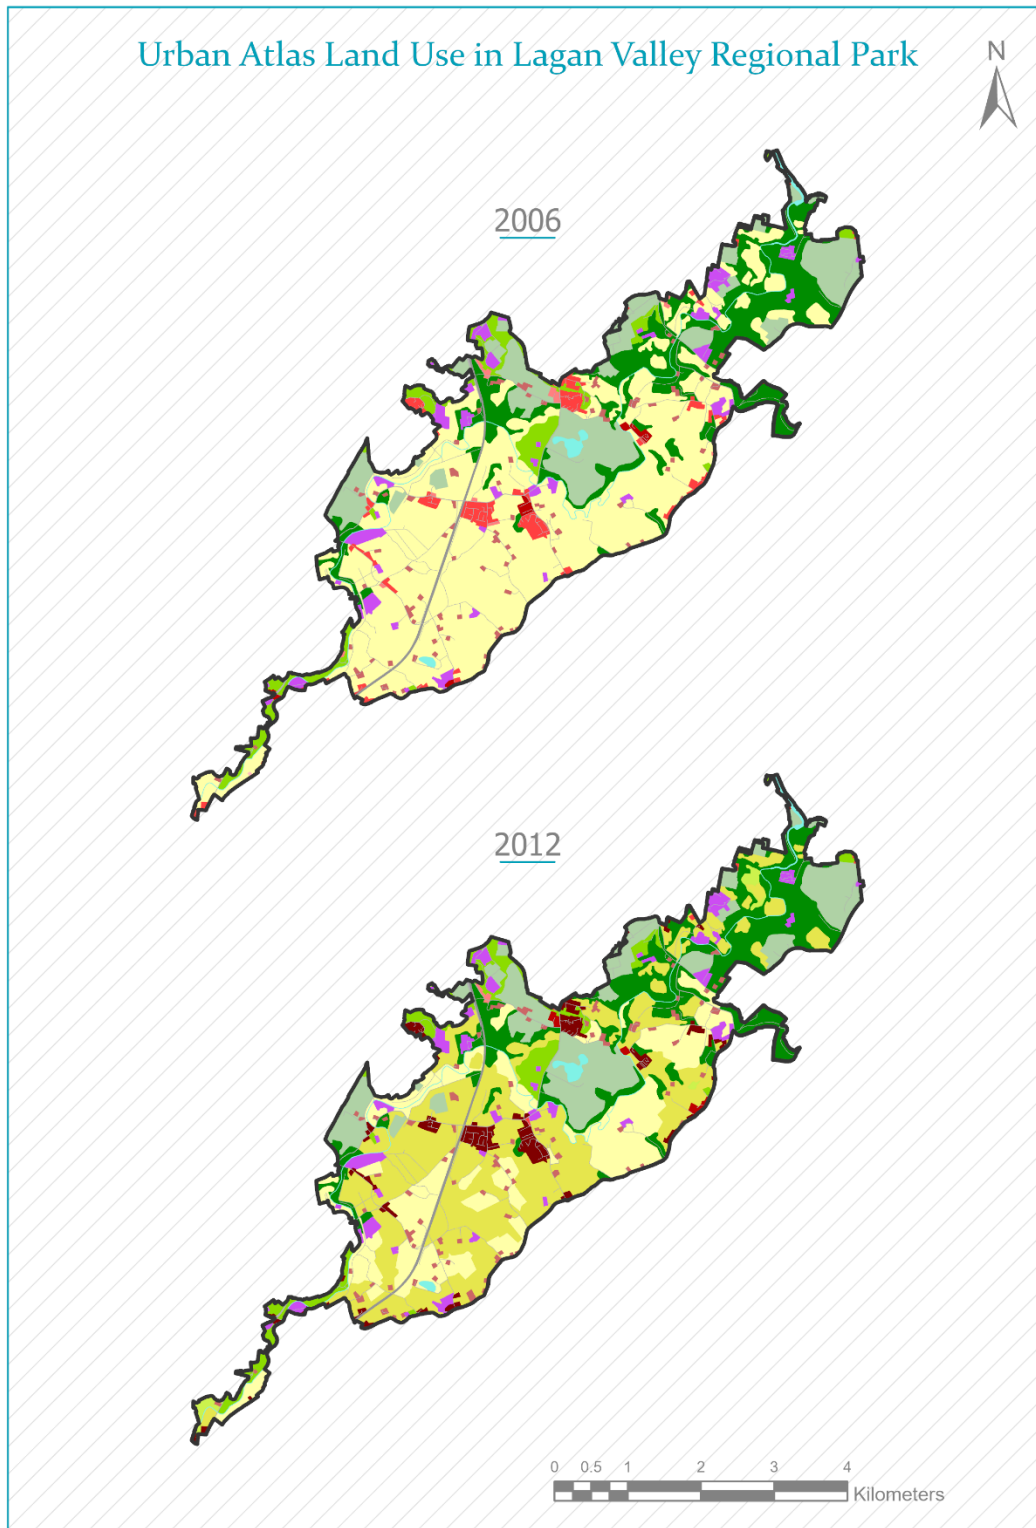 Urban Atlas Land Use in Lagan Valley Regional Park
N
2006
2012
0 0.5 1 2 3 4
Kilometers